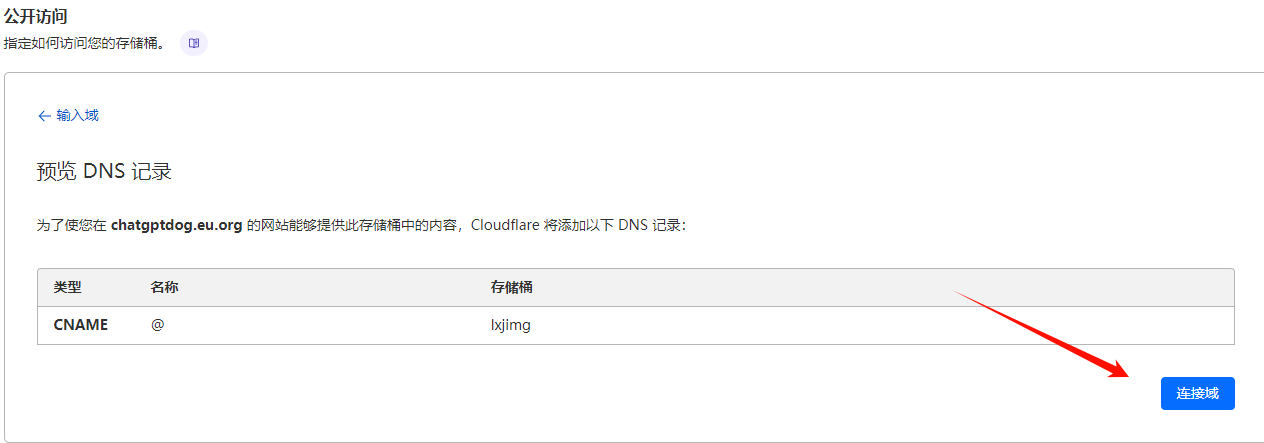 公开访问
指定如何访问您的存储桶。
输入域
预览 DNS 记录
为了使您在 chatgptdog.eu.org 的网站能够提供此存储桶中的内容，Cloudflare 将添加以下 DNS 记录：
类型 名称 存储桶
CNAME @ lxjimg
连接域